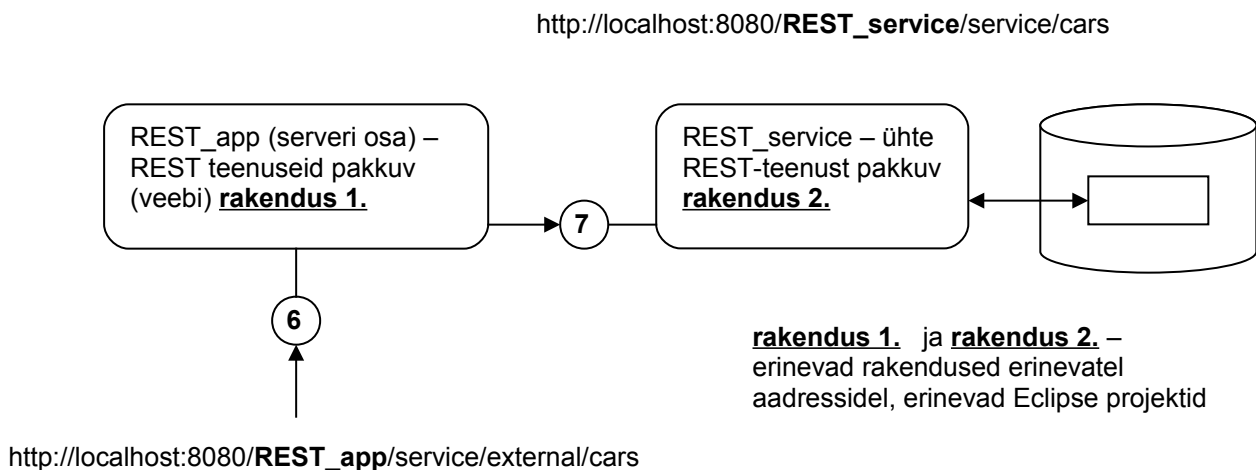 http://localhost:8080/REST_service/service/cars
REST_app (serveri osa) –
REST teenuseid pakkuv
(veebi) rakendus 1.
REST_service – ühte
REST-teenust pakkuv
rakendus 2.
7
6
rakendus 1.   ja rakendus 2. –
erinevad rakendused erinevatel
aadressidel, erinevad Eclipse projektid
http://localhost:8080/REST_app/service/external/cars